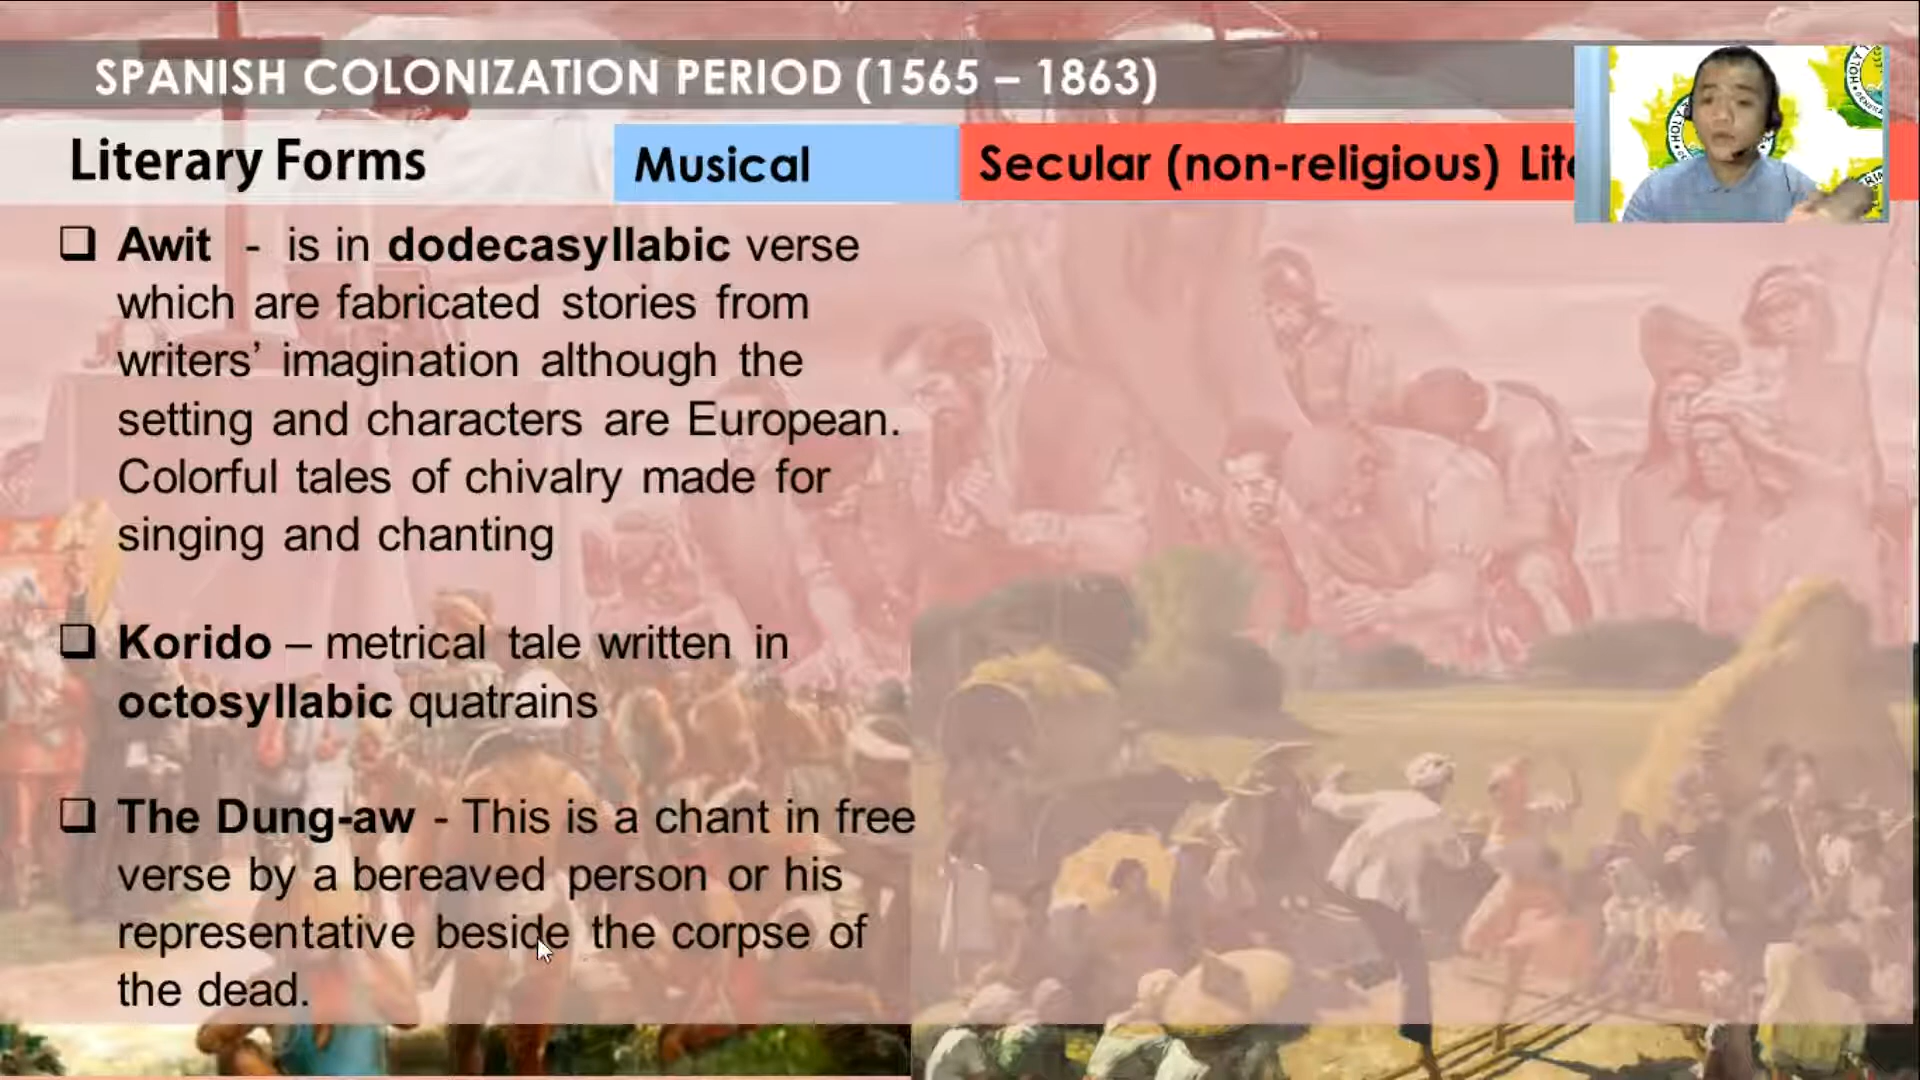 SPANISH COLONIZATION PERIOD (1565 – 1863)
Literary Forms
Musical
Secular (non-religious)
Awit - is in dodecasyllabic verse
which are fabricated stories from
writers’ imagination although the
setting and characters are European.
Colorful tales of chivalry made for
singing and chanting
Korido – metrical tale written in
octosyllabic quatrains
The Dung-aw - This is a chant in free
verse by a bereaved person or his
representative beside the corpse of
the dead.
HOLY
HOLY